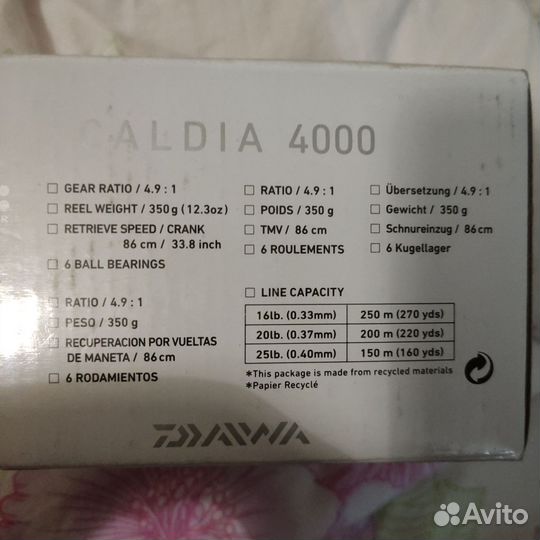 CALDIA 4000
GEAR RATIO / 4.9 : 1
REEL WEIGHT / 350 g (12.3oz)
RETRIEVE SPEED / CRANK
86 cm / 33.8 inch
6 BALL BEARINGS
RATIO / 4.9 : 1
POIDS / 350 g
TMV / 86 cm
6 ROULEMENTS
Übersetzung / 4.9 : 1
Gewicht / 350 g
Schnureinzug / 86 cm
6 Kugellager
RATIO / 4.9 : 1
PESO / 350 g
RECUPERACION POR VUELTAS
DE MANETA / 86 cm
6 RODAMIENTOS
LINE CAPACITY
16lb. (0.33mm) 250 m (270 yds)
20lb. (0.37mm) 200 m (220 yds)
25lb. (0.40mm) 150 m (160 yds)
*This package is made from recycled materials
*Papier Recyclé
DAIWA
Avito